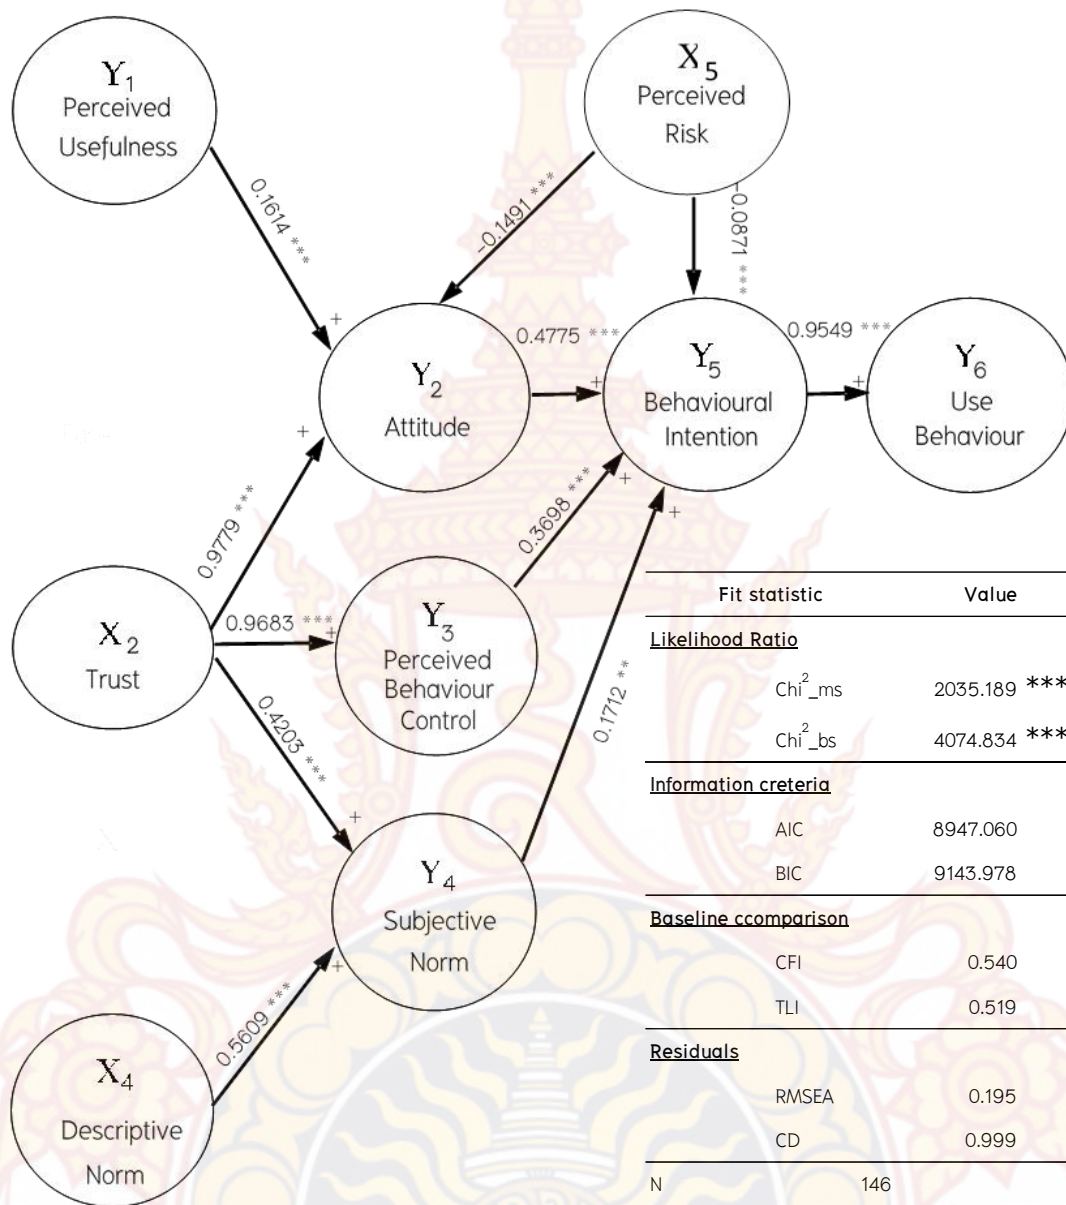 Y1
Perceived
Usefulness
X5
Perceived
Risk
0.1614 ***
-0.1491 ***
-0.0871 ***
+
Y2
Attitude
0.4775 ***
+
Y5
Behavioural
Intention
0.9549 ***
+
Y6
Use
Behaviour
+
0.9779 ***
0.3698 ***
+
+
X2
Trust
0.9683 ***
+
Y3
Perceived
Behaviour
Control
0.4203 ***
+
0.1712 **
Y4
Subjective
Norm
+
0.5609 ***
X4
Descriptive
Norm
Fit statistic Value
Likelihood Ratio
Chi2_ms 2035.189 ***
Chi2_bs 4074.834 ***
Information creteria
AIC 8947.060
BIC 9143.978
Baseline ccomparison
CFI 0.540
TLI 0.519
Residuals
RMSEA 0.195
CD 0.999
N 146